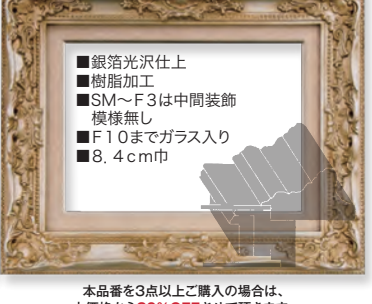 ■銀箔光沢仕上
■樹脂加工
■SM～F3は中間装飾
模様無し
■F10までガラス入り
■8.4cm巾
本品番を3点以上ご購入の場合は、